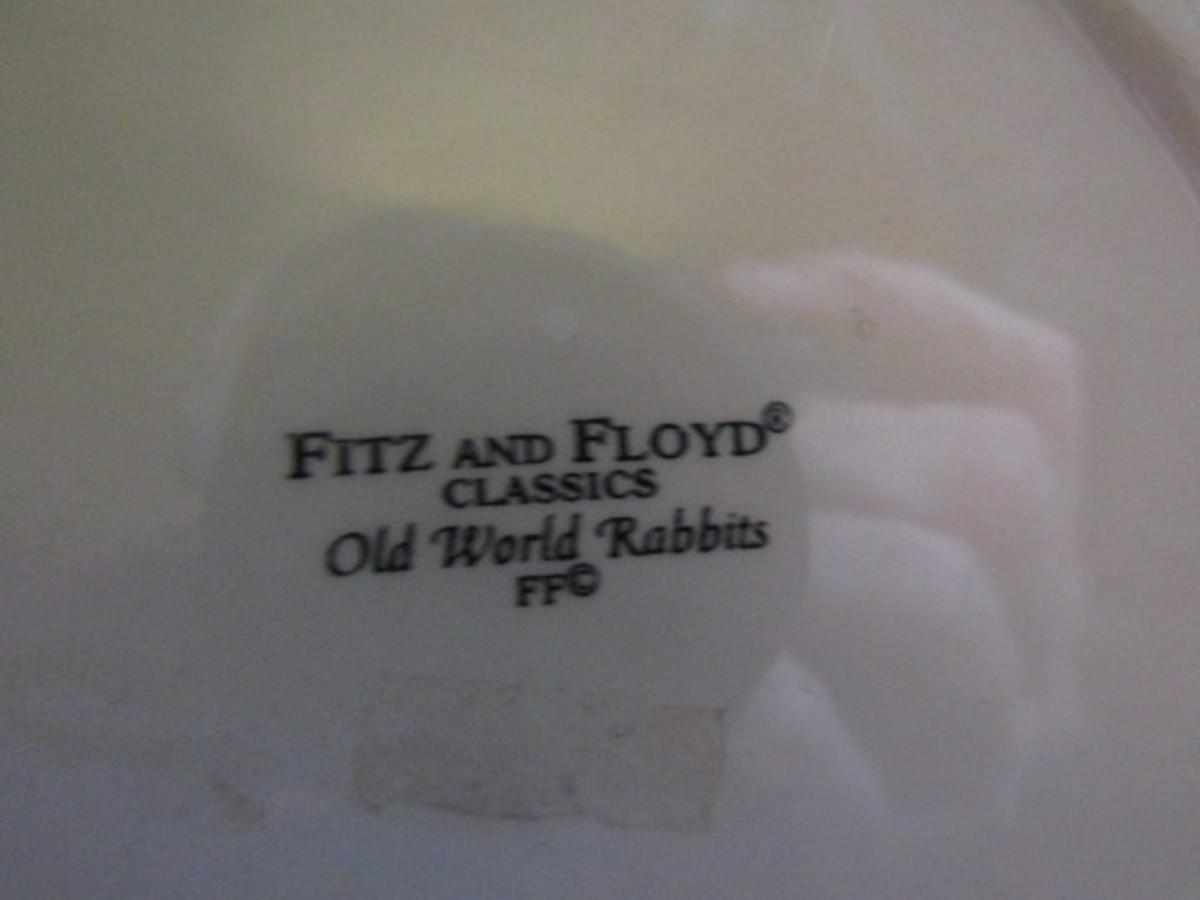 FITZ AND FLOYD®
CLASSICS
Old World Rabbits
FF©